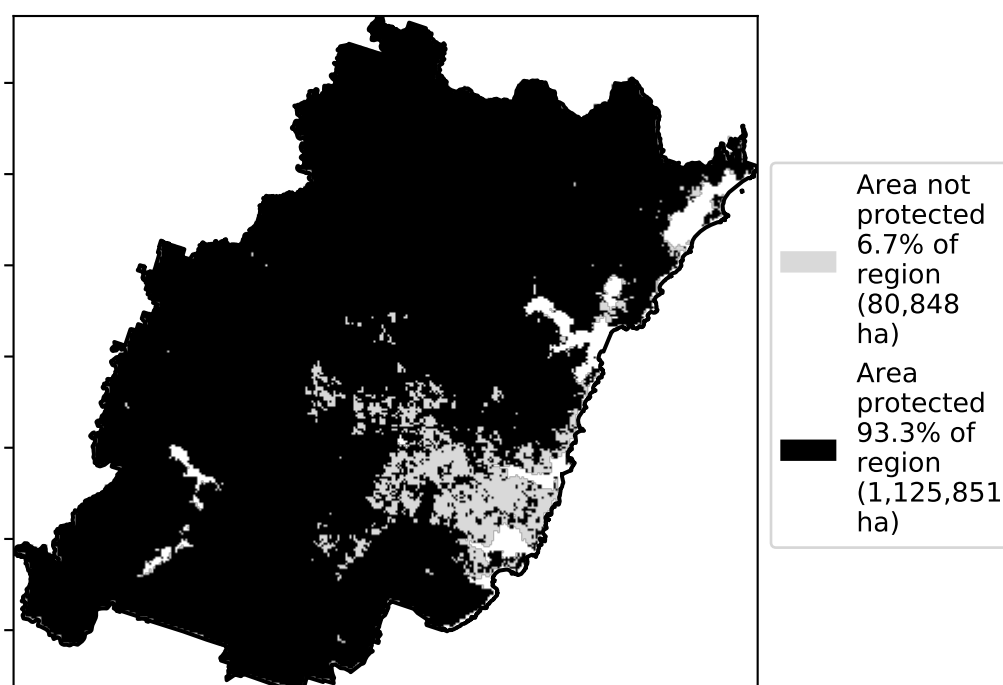 Area not
protected
6.7% of
region
(80,848
ha)
Area
protected
93.3% of
region
(1,125,851
ha)